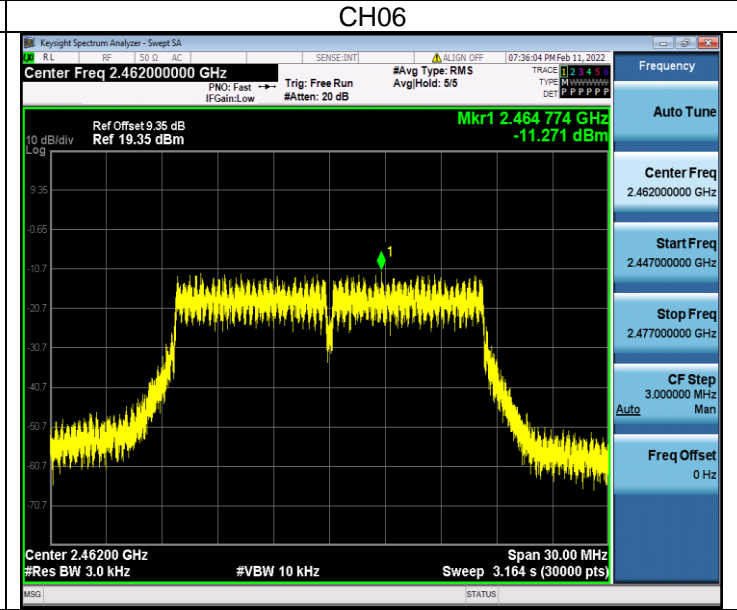 CH06
Keysight Spectrum Analyzer - Swept SA
RL RF 50 Ω AC SENSE:INT ALIGN OFF 07:36:04 PM Feb 11, 2022
Center Freq 2.462000000 GHz
#Avg Type: RMS
TRACE 1 2 3 4 5 6
PNO: Fast
Trig: Free Run
Avg|Hold: 5/5
TYPE M WWWWW
IFGain:Low
#Atten: 20 dB
DET P P P P P P
Ref Offset 9.35 dB
Mkr1 2.464 774 GHz
10 dB/div Ref 19.35 dBm
-11.271 dBm
Log
1
9.35
-0.65
-10.7
-20.7
-30.7
-40.7
-50.7
-60.7
-70.7
Center 2.46200 GHz
Span 30.00 MHz
#Res BW 3.0 kHz
#VBW 10 kHz
Sweep 3.164 s (30000 pts)
MSG
STATUS
Frequency
Auto Tune
Center Freq
2.462000000 GHz
Start Freq
2.447000000 GHz
Stop Freq
2.477000000 GHz
CF Step
3.000000 MHz
Auto Man
Freq Offset
0 Hz